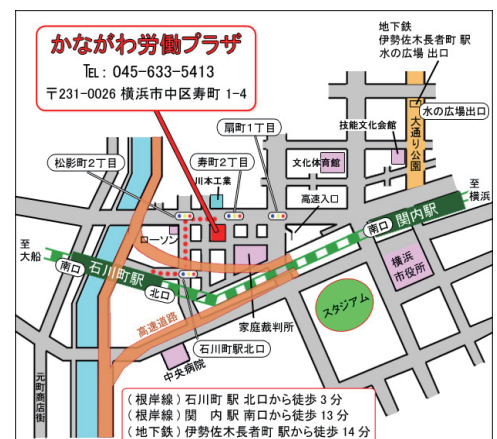 かながわ労働プラザ
℡: 045-633-5413
〒231-0026 横浜市中区寿町 1-4
地下鉄
伊勢佐木長者町 駅
水の広場 出口
水の広場出口
大通り公園
技能文化会館
扇町1丁目
文化体育館
松影町2丁目
寿町2丁目
川本工業
高速入口
至
横浜
関内駅
南口
ローソン
至
大船
南口
石川町駅
北口
横浜
市役所
スタジアム
家庭裁判所
高速道路
石川町駅北口
中央病院
元町商店街
(根岸線) 石川町 駅 北口から徒歩 3 分
(根岸線) 関 内 駅 南口から徒歩 13 分
(地下鉄) 伊勢佐木長者町 駅から徒歩 14 分